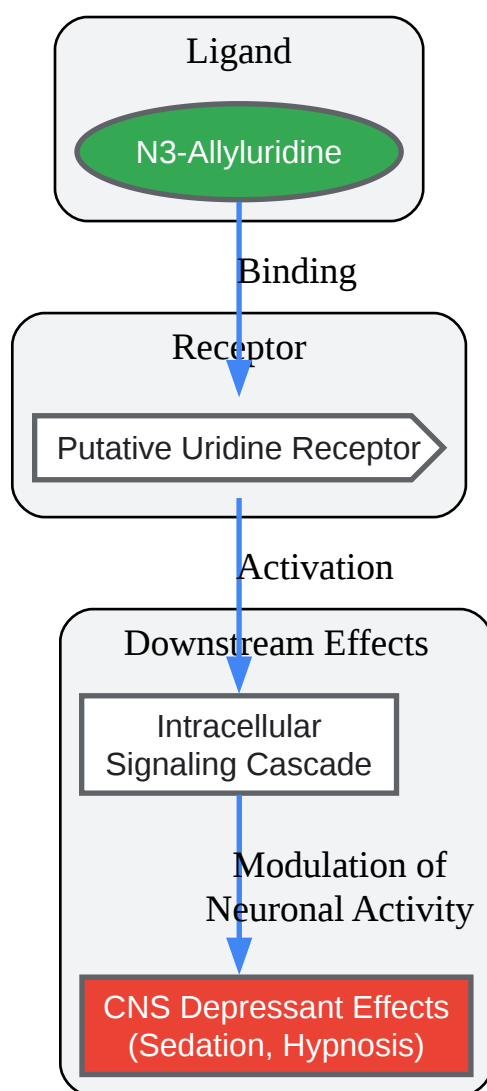 Ligand
N3-Allyluridine
Binding
Receptor
Putative Uridine Receptor
Activation
Downstream Effects
Intracellular
Signaling Cascade
Modulation of
Neuronal Activity
CNS Depressant Effects
(Sedation, Hypnosis)